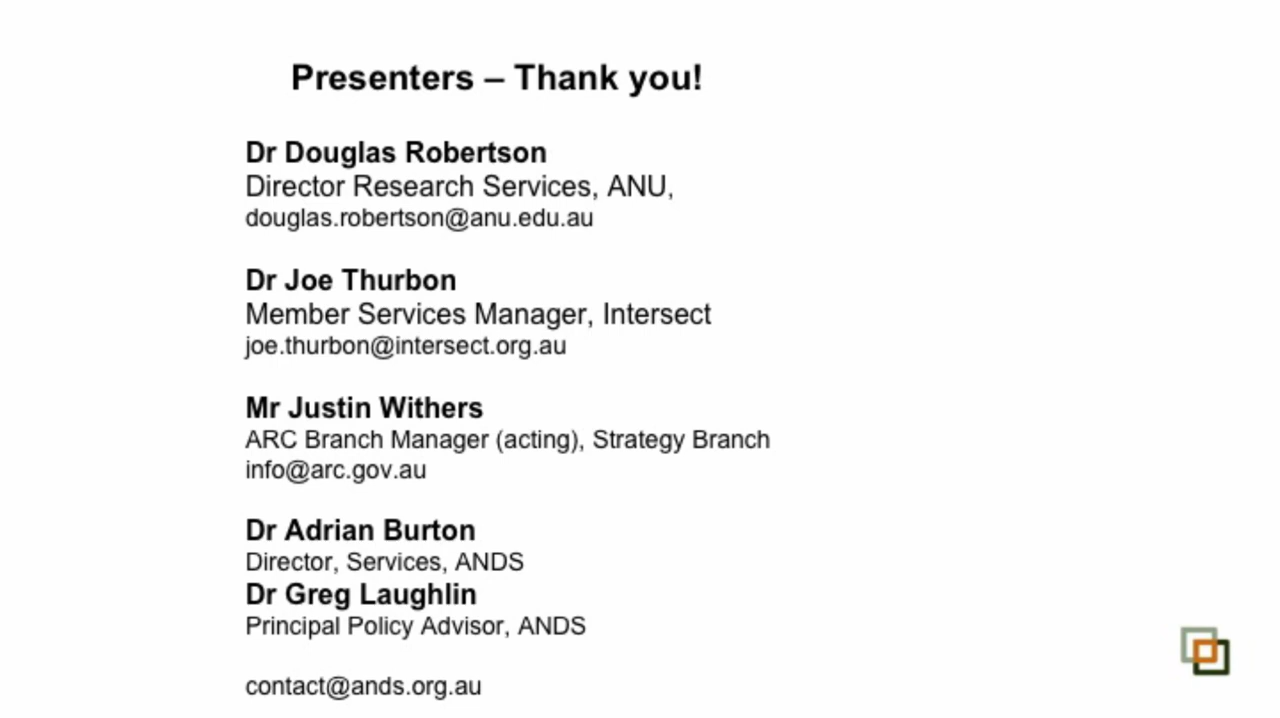 Presenters – Thank you!
Dr Douglas Robertson
Director Research Services, ANU,
douglas.robertson@anu.edu.au
Dr Joe Thurbon
Member Services Manager, Intersect
joe.thurbon@intersect.org.au
Mr Justin Withers
ARC Branch Manager (acting), Strategy Branch
info@arc.gov.au
Dr Adrian Burton
Director, Services, ANDS
Dr Greg Laughlin
Principal Policy Advisor, ANDS
contact@ands.org.au